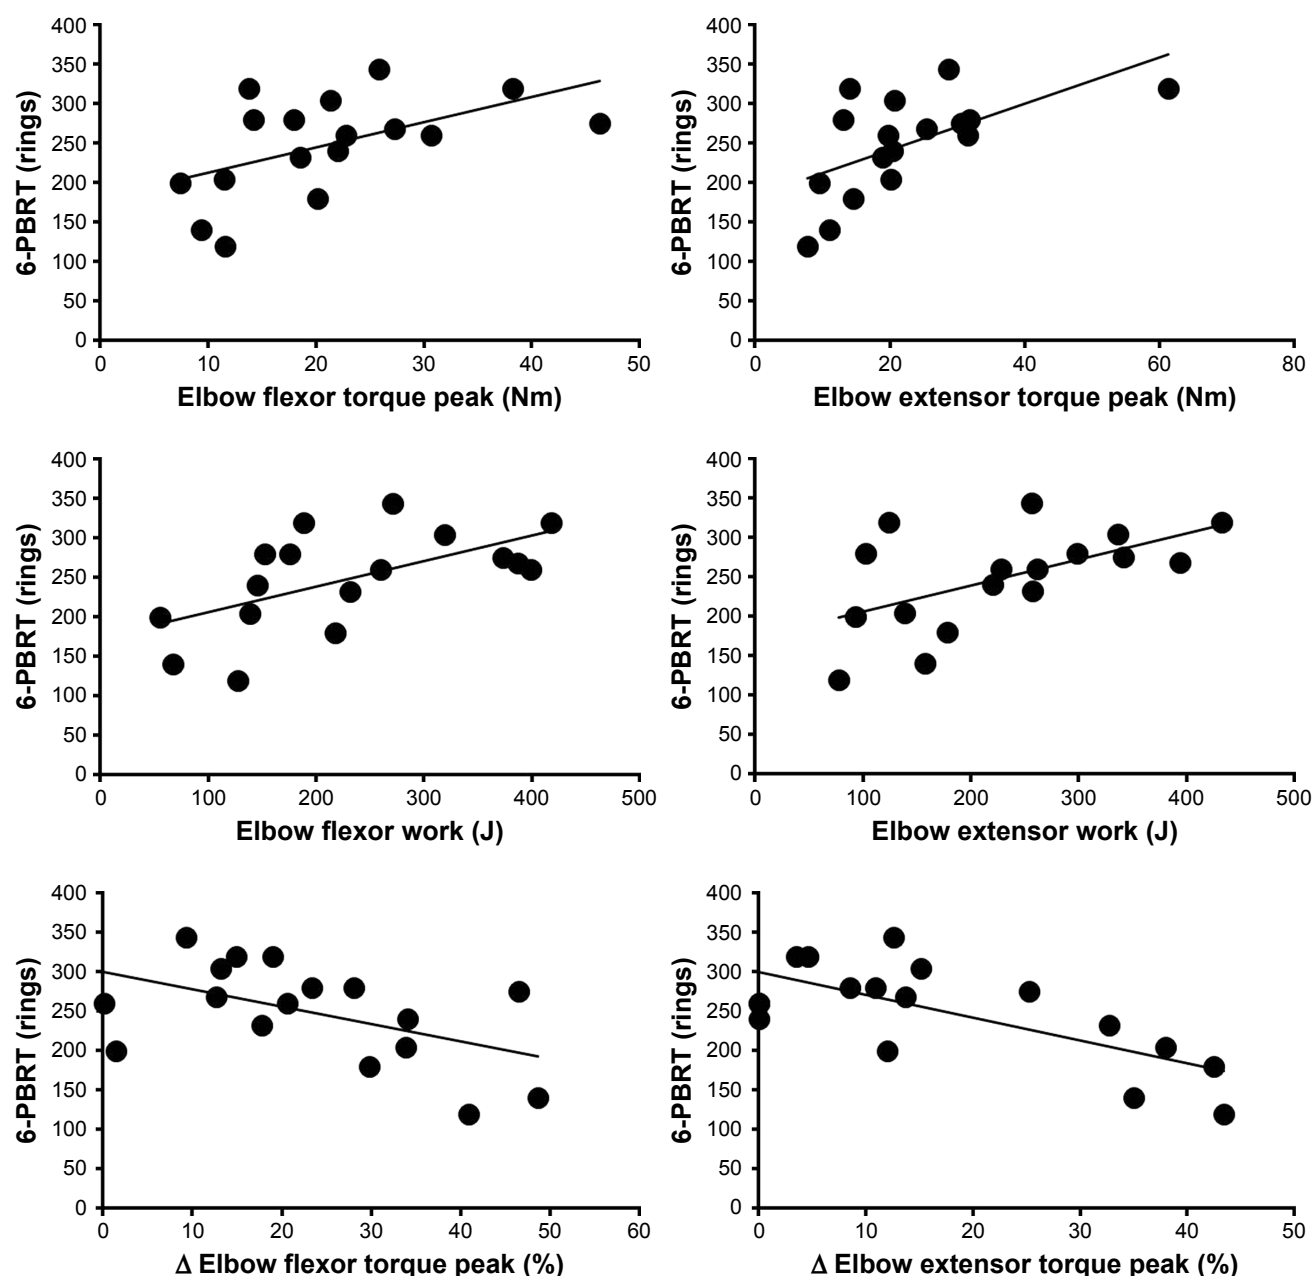 400 350 300 250 200 150 100 50 0
6-PBRT (rings)
0 10 20 30 40 50
Elbow flexor torque peak (Nm)
400 350 300 250 200 150 100 50 0
6-PBRT (rings)
0 20 40 60 80
Elbow extensor torque peak (Nm)
400 350 300 250 200 150 100 50 0
6-PBRT (rings)
0 100 200 300 400 500
Elbow flexor work (J)
400 350 300 250 200 150 100 50 0
6-PBRT (rings)
0 100 200 300 400 500
Elbow extensor work (J)
400 350 300 250 200 150 100 50 0
6-PBRT (rings)
0 10 20 30 40 50 60
Δ Elbow flexor torque peak (%)
400 350 300 250 200 150 100 50 0
6-PBRT (rings)
0 10 20 30 40 50
Δ Elbow extensor torque peak (%)